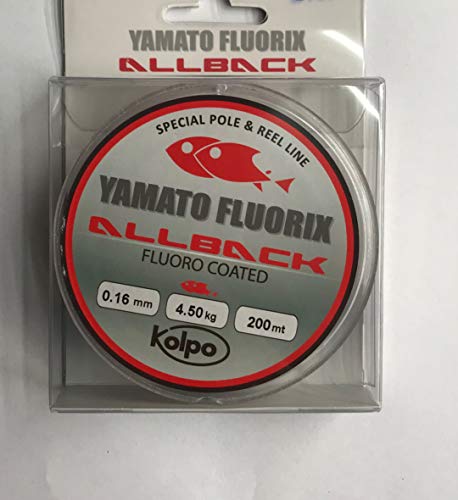 YAMATO FLUORIX
ALLBACK
SPECIAL POLE & REEL LINE
YAMATO FLUORIX
ALLBACK
FLUORO COATED
0.16 mm 4.50 kg 200 mt
Kolpo